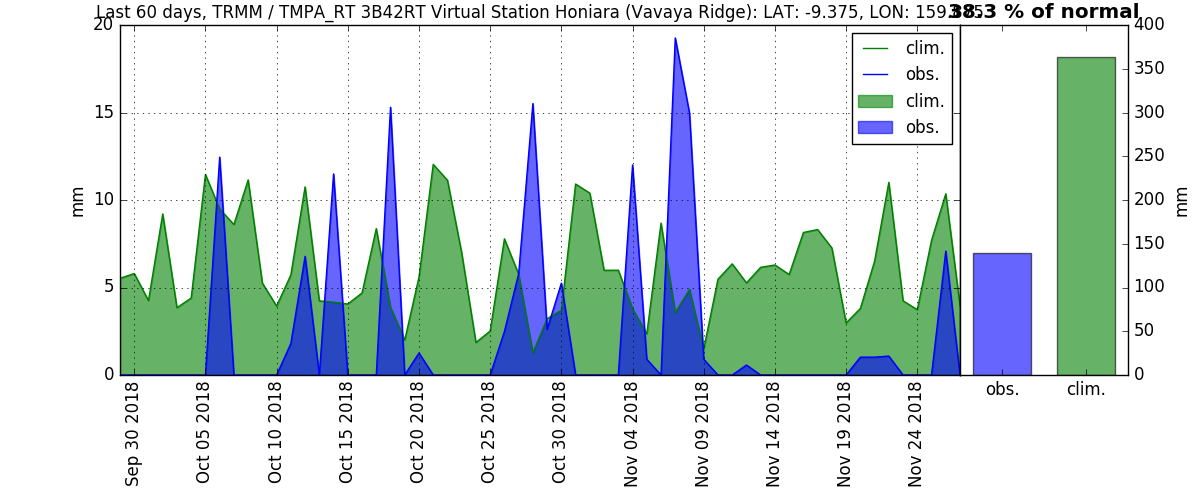 Last 60 days, TRMM / TMPA_RT 3B42RT Virtual Station Honiara (Vavaya Ridge): LAT: -9.375, LON:
38.3 % of normal
20
15
10
5
0
mm
clim.
obs.
clim.
obs.
400
350
300
250
200
150
100
50
0
mm
Sep 30 2018
Oct 05 2018
Oct 10 2018
Oct 15 2018
Oct 20 2018
Oct 25 2018
Oct 30 2018
Nov 04 2018
Nov 09 2018
Nov 14 2018
Nov 19 2018
Nov 24 2018
obs.
clim.